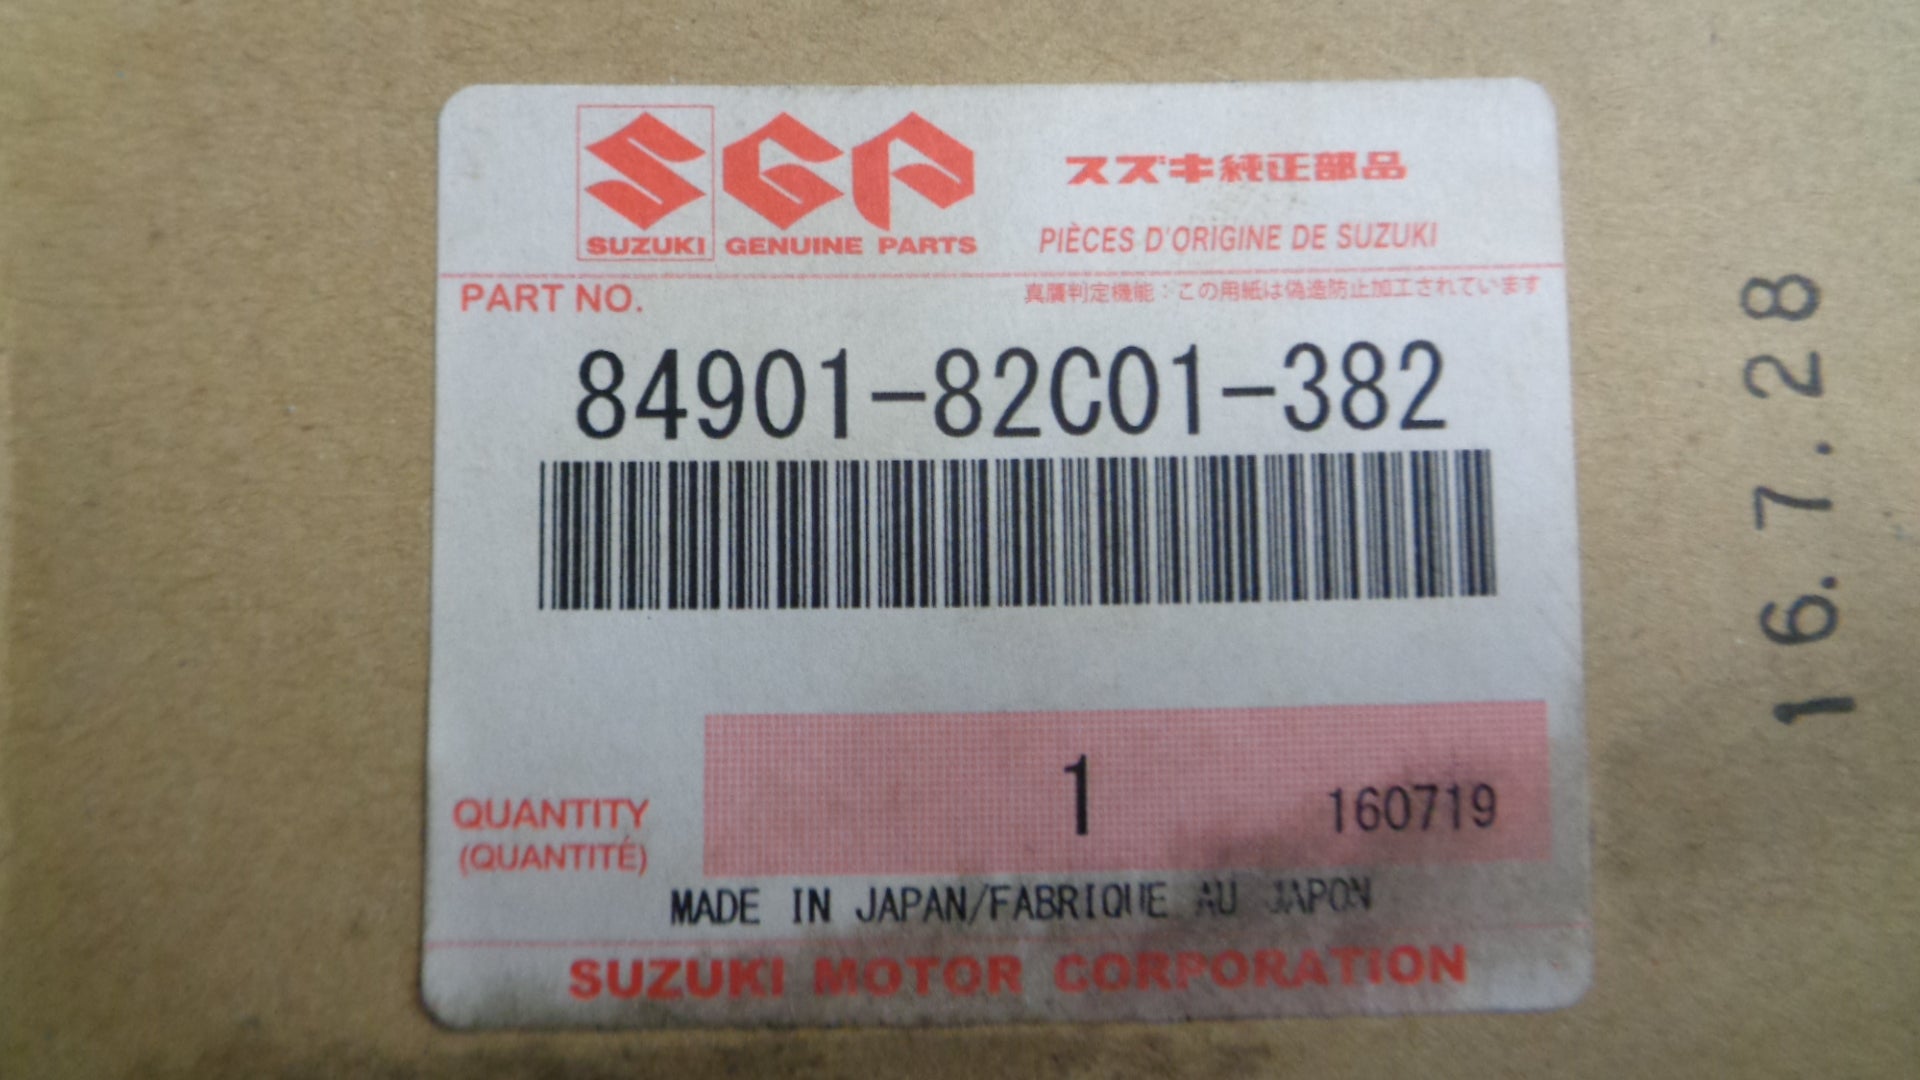 SUZUKI GENUINE PARTS
スズキ純正部品
PIÈCES D'ORIGINE DE SUZUKI
PART NO.
真贋判定機能：この用紙は偽造防止加工されています
84901-82C01-382
1
160719
QUANTITY
(QUANTITÉ)
MADE IN JAPAN/FABRIQUE AU JAPON
SUZUKI MOTOR CORPORATION
16.7.28